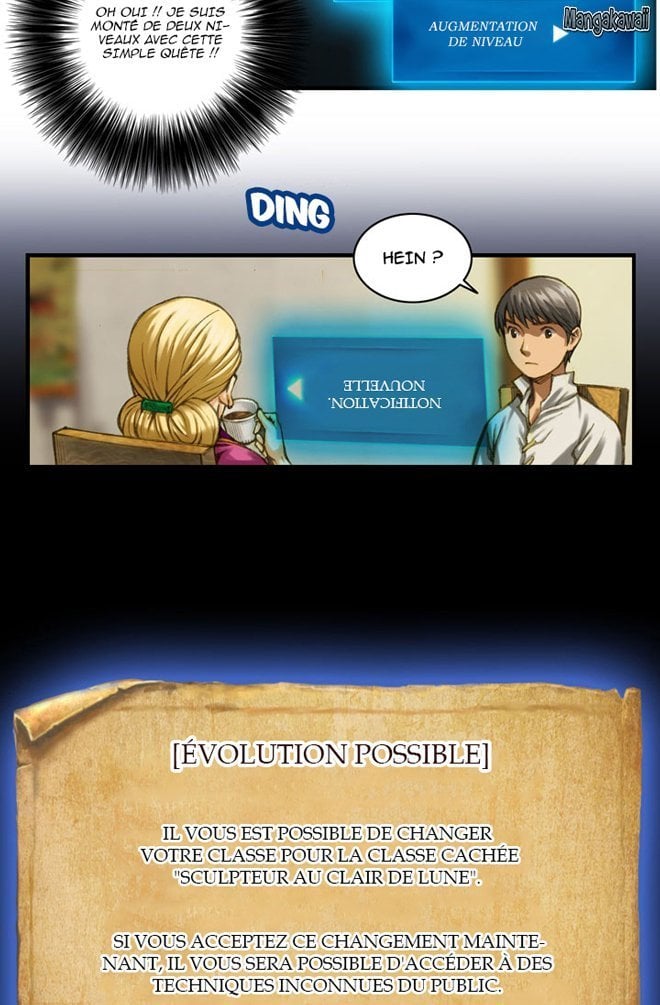 OH OUI !! JE SUIS
MONTÉ DE DEUX NI-
VEAUX AVEC CETTE
SIMPLE QUÊTE !!
AUGMENTATION
DE NIVEAU
Mangakawaii
DING
HEIN ?
NOTIFICATION
NOUVELLE.
[ÉVOLUTION POSSIBLE]
IL VOUS EST POSSIBLE DE CHANGER
VOTRE CLASSE POUR LA CLASSE CACHÉE
"SCULPTEUR AU CLAIR DE LUNE".
SI VOUS ACCEPTEZ CE CHANGEMENT MAINTE-
NANT, IL VOUS SERA POSSIBLE D'ACCÉDER À DES
TECHNIQUES INCONNUES DU PUBLIC.